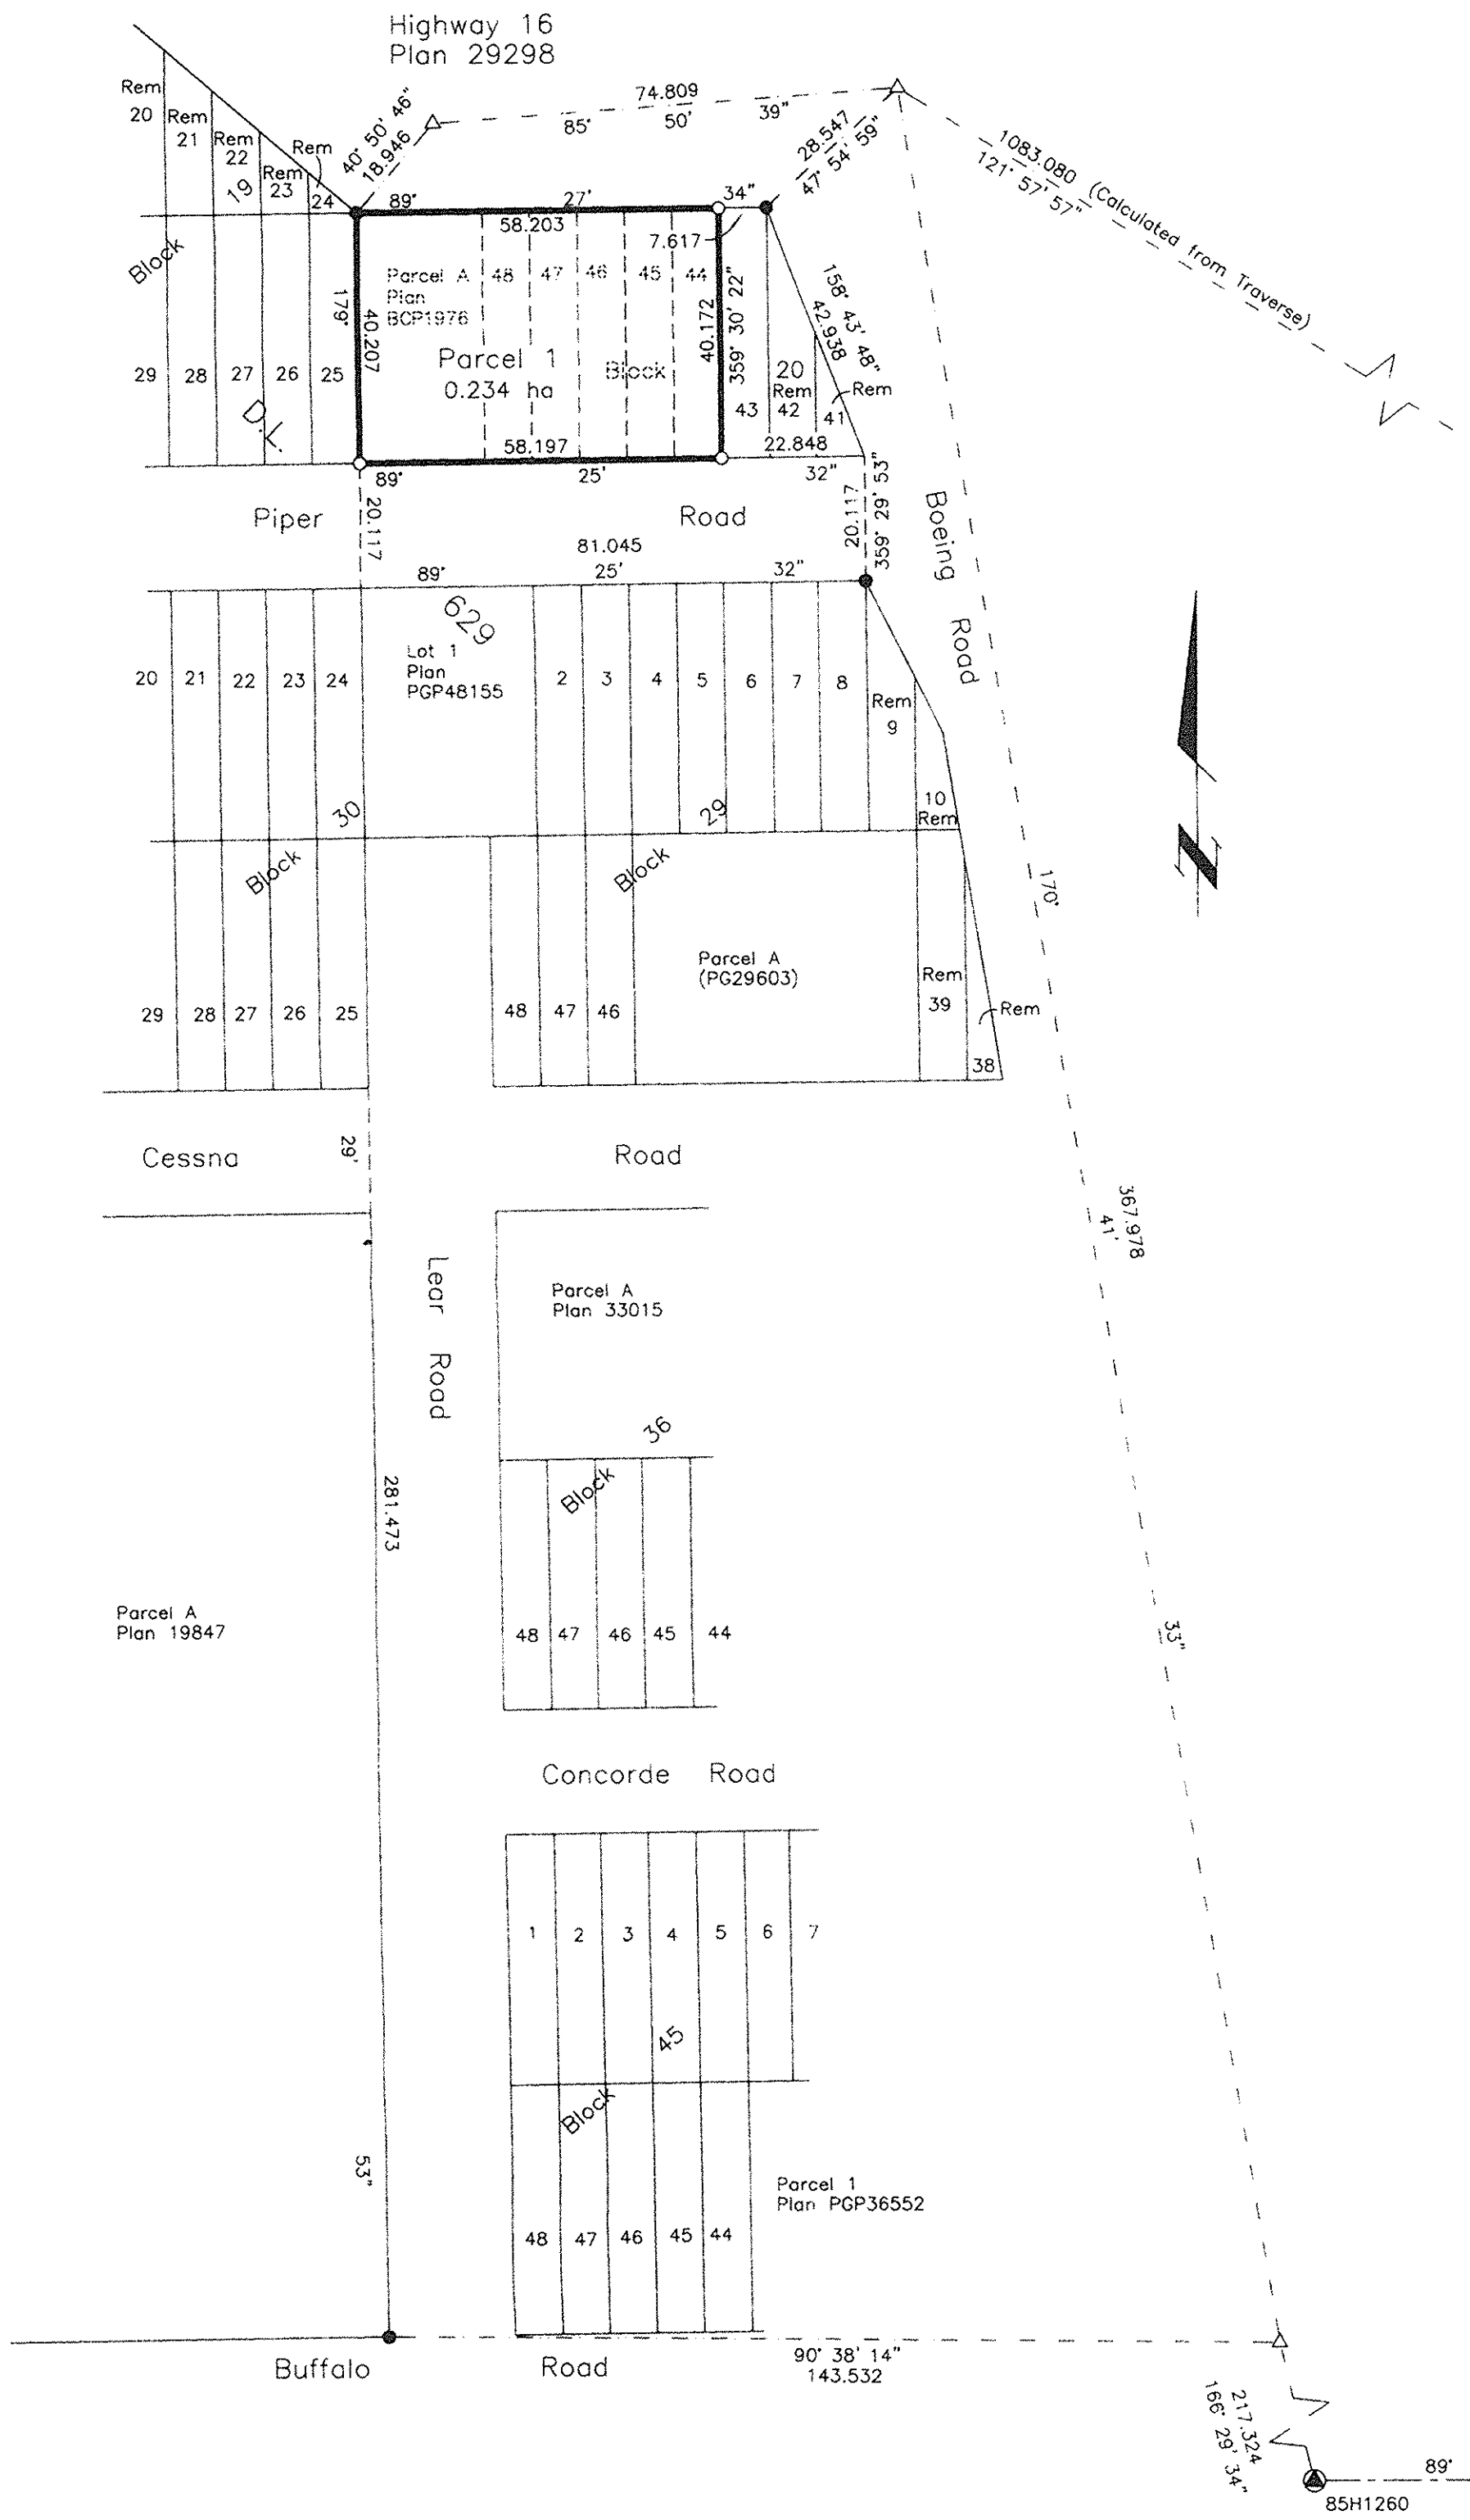 Highway 16
Plan 29298
Rem
20
Rem
21
Rem
22
Rem
23
Rem
24
19
Block
40° 50' 46"
18.946
74.809
85° 50' 39"
28.547
47° 54' 59"
1083.080 (Calculated from Traverse)
121° 57' 57"
89° 27' 34"
58.203
7.617
Parcel A
Plan
BCP1976
48 47 46 45 44
Parcel 1
0.234 ha
Block
20
179°
40.207
40.172
359° 30' 22"
158° 43' 48"
42.938
43
Rem
42
Rem
41
29 28 27 26 25
D.L.
58.197
22.848
89° 25' 32"
Piper Road
20.117
20.117
359° 29' 53"
Boeing Road
81.045
89° 25' 32"
629
Lot 1
Plan
PGP48155
20 21 22 23 24
2 3 4 5 6 7 8
Rem
9
10
Rem
30
Block
29
Block
Parcel A
(PG29603)
29 28 27 26 25
48 47 46
Rem
39
Rem
38
170°
Cessna Road
29'
367.978
41'
Lear Road
Parcel A
Plan 33015
36
Block
281.473
Parcel A
Plan 19847
48 47 46 45 44
33"
Concorde Road
1 2 3 4 5 6 7
45
Block
53"
Parcel 1
Plan PGP36552
48 47 46 45 44
90° 38' 14"
143.532
Buffalo Road
217.324
166° 29' 34"
89°
85H1260
N